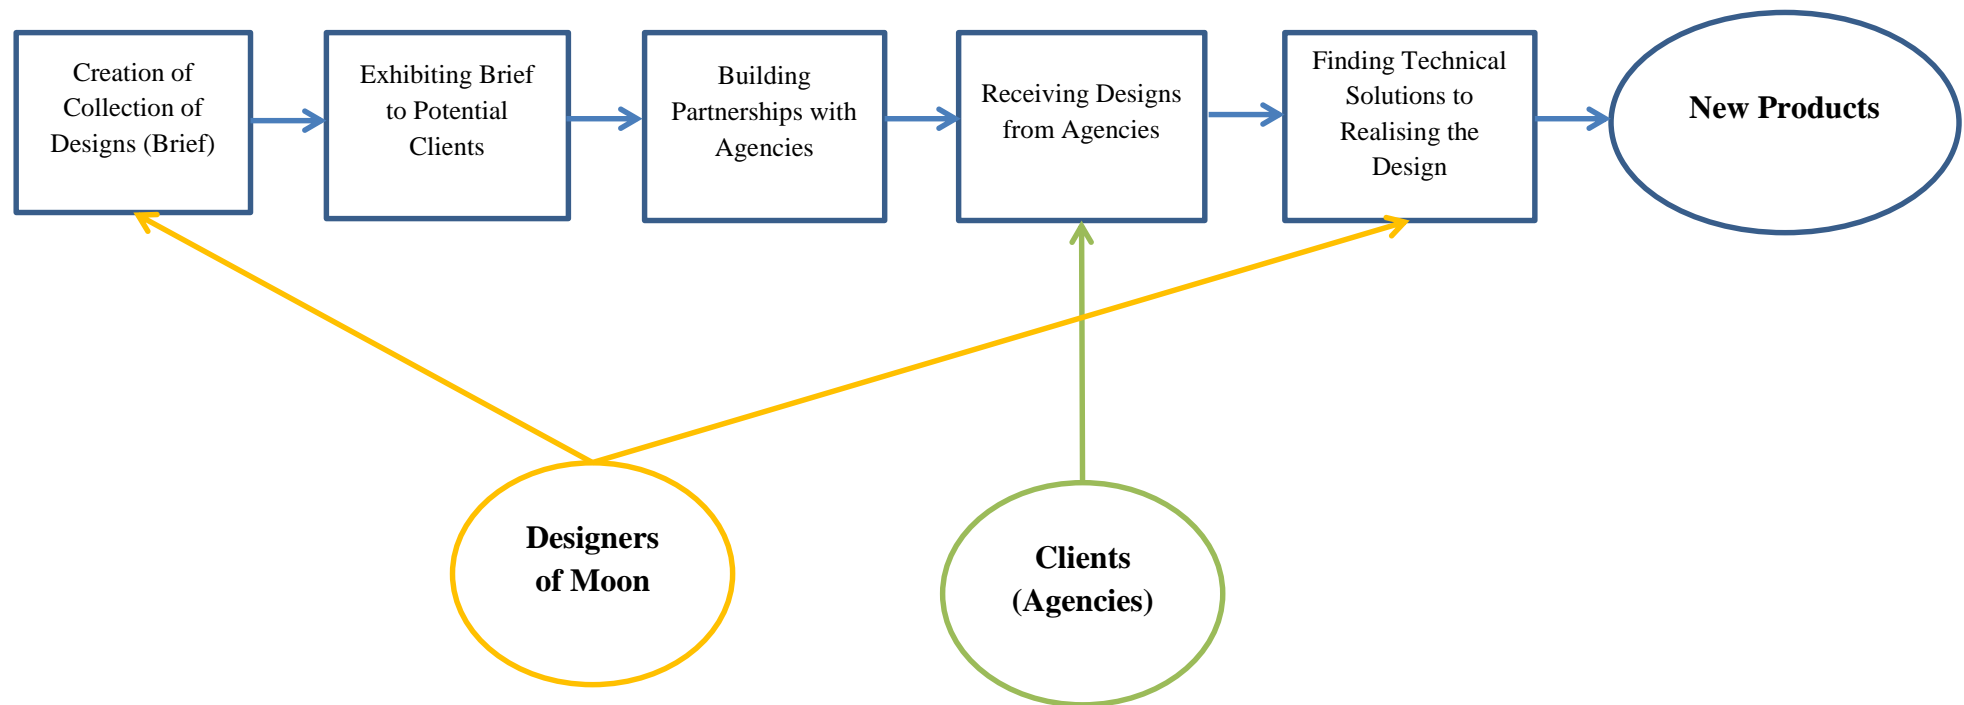 Creation of
Collection of
Designs (Brief)
Exhibiting Brief
to Potential
Clients
Building
Partnerships with
Agencies
Receiving Designs
from Agencies
Finding Technical
Solutions to
Realising the
Design
New Products
Designers
of Moon
Clients
(Agencies)